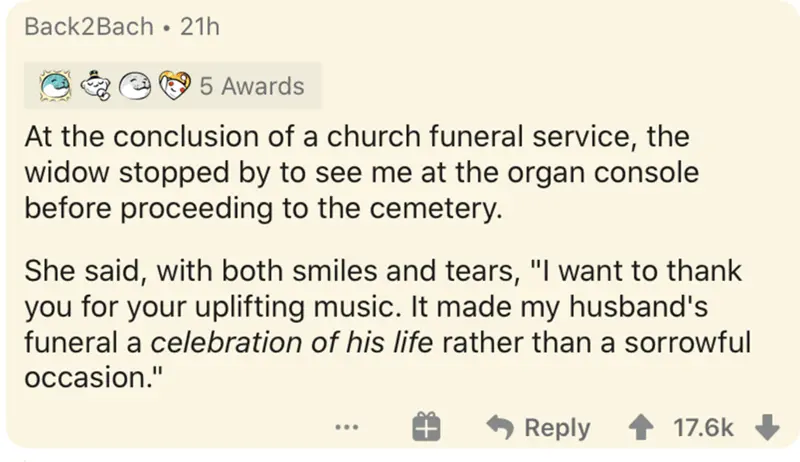 Back2Bach • 21h
5 Awards
At the conclusion of a church funeral service, the
widow stopped by to see me at the organ console
before proceeding to the cemetery.
She said, with both smiles and tears, "I want to thank
you for your uplifting music. It made my husband's
funeral a celebration of his life rather than a sorrowful
occasion."
... Reply 17.6k